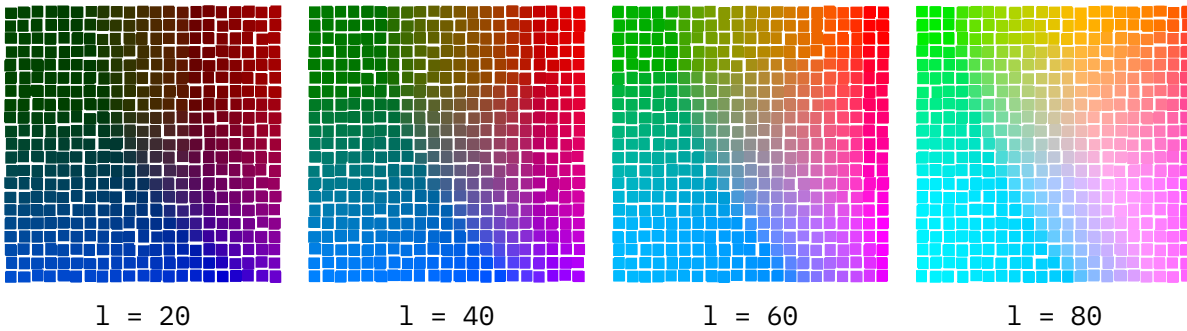 l = 20
l = 40
l = 60
l = 80